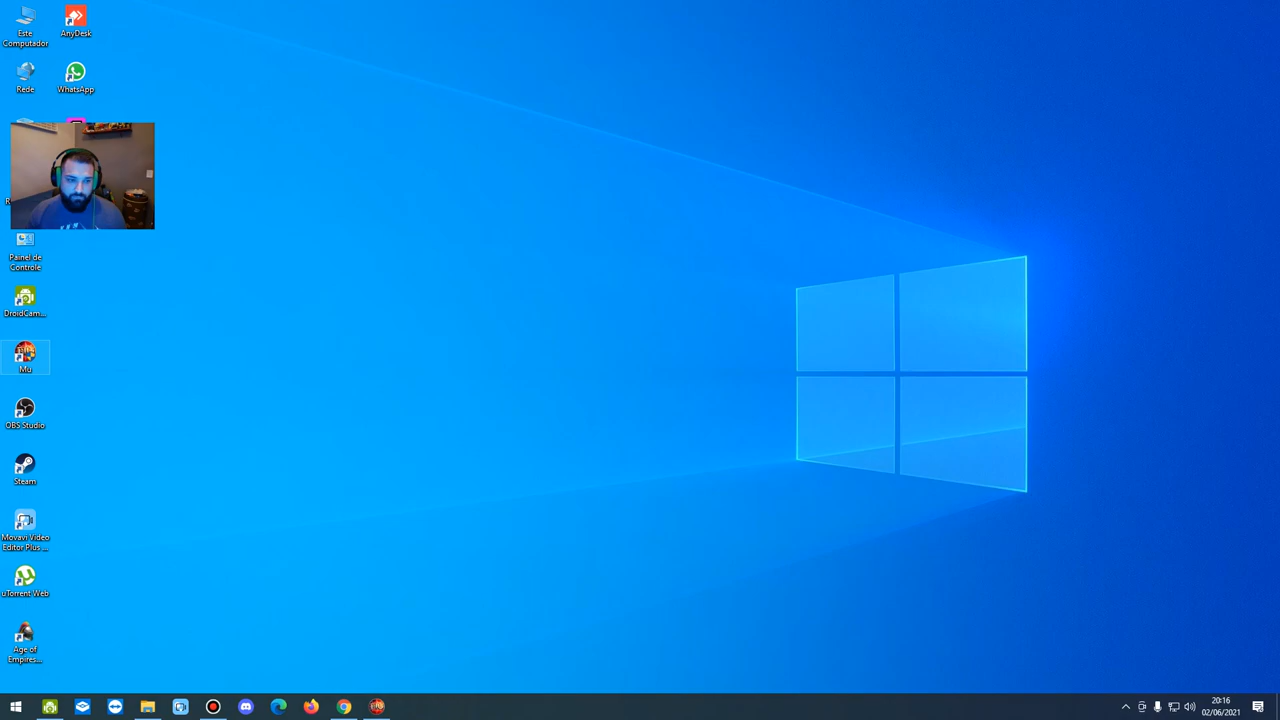 Este
Computador
AnyDesk
Rede
WhatsApp
R
Painel de
Controle
DroidCam...
Mu
OBS Studio
Steam
Movavi Video
Editor Plus ...
uTorrent Web
Age of
Empires...
20:16
02/06/2021